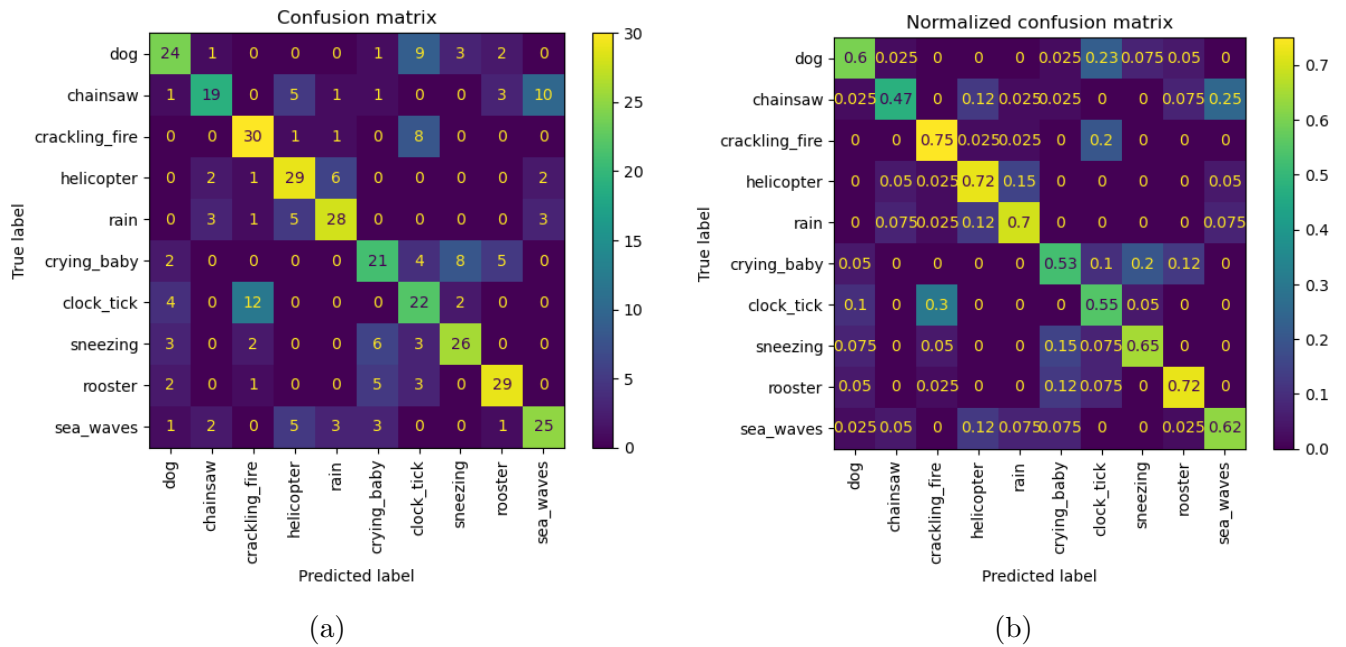 Confusion matrix
dog 24 1 0 0 0 1 9 3 2 0
chainsaw 1 19 0 5 1 1 0 0 3 10
crackling_fire 0 0 30 1 1 0 8 0 0 0
helicopter 0 2 1 29 6 0 0 0 0 2
rain 0 3 1 5 28 0 0 0 0 3
crying_baby 2 0 0 0 0 21 4 8 5 0
clock_tick 4 0 12 0 0 0 22 2 0 0
sneezing 3 0 2 0 0 6 3 26 0 0
rooster 2 0 1 0 0 5 3 0 29 0
sea_waves 1 2 0 5 3 3 0 0 1 25
dog chainsaw crackling_fire helicopter rain crying_baby clock_tick sneezing rooster sea_waves
True label
Predicted label
30
25
20
15
10
5
0
(a)
Normalized confusion matrix
dog 0.6 0.025 0 0 0 0.025 0.23 0.075 0.05 0
chainsaw 0.025 0.47 0 0.12 0.025 0.025 0 0 0.075 0.25
crackling_fire 0 0 0.75 0.025 0.025 0 0.2 0 0 0
helicopter 0 0.05 0.025 0.72 0.15 0 0 0 0 0.05
rain 0 0.075 0.025 0.12 0.7 0 0 0 0 0.075
crying_baby 0.05 0 0 0 0 0.53 0.1 0.2 0.12 0
clock_tick 0.1 0 0.3 0 0 0 0.55 0.05 0 0
sneezing 0.075 0 0.05 0 0 0.15 0.075 0.65 0 0
rooster 0.05 0 0.025 0 0 0.12 0.075 0 0.72 0
sea_waves 0.025 0.05 0 0.12 0.075 0.075 0 0 0.025 0.62
dog chainsaw crackling_fire helicopter rain crying_baby clock_tick sneezing rooster sea_waves
True label
Predicted label
0.7
0.6
0.5
0.4
0.3
0.2
0.1
0.0
(b)